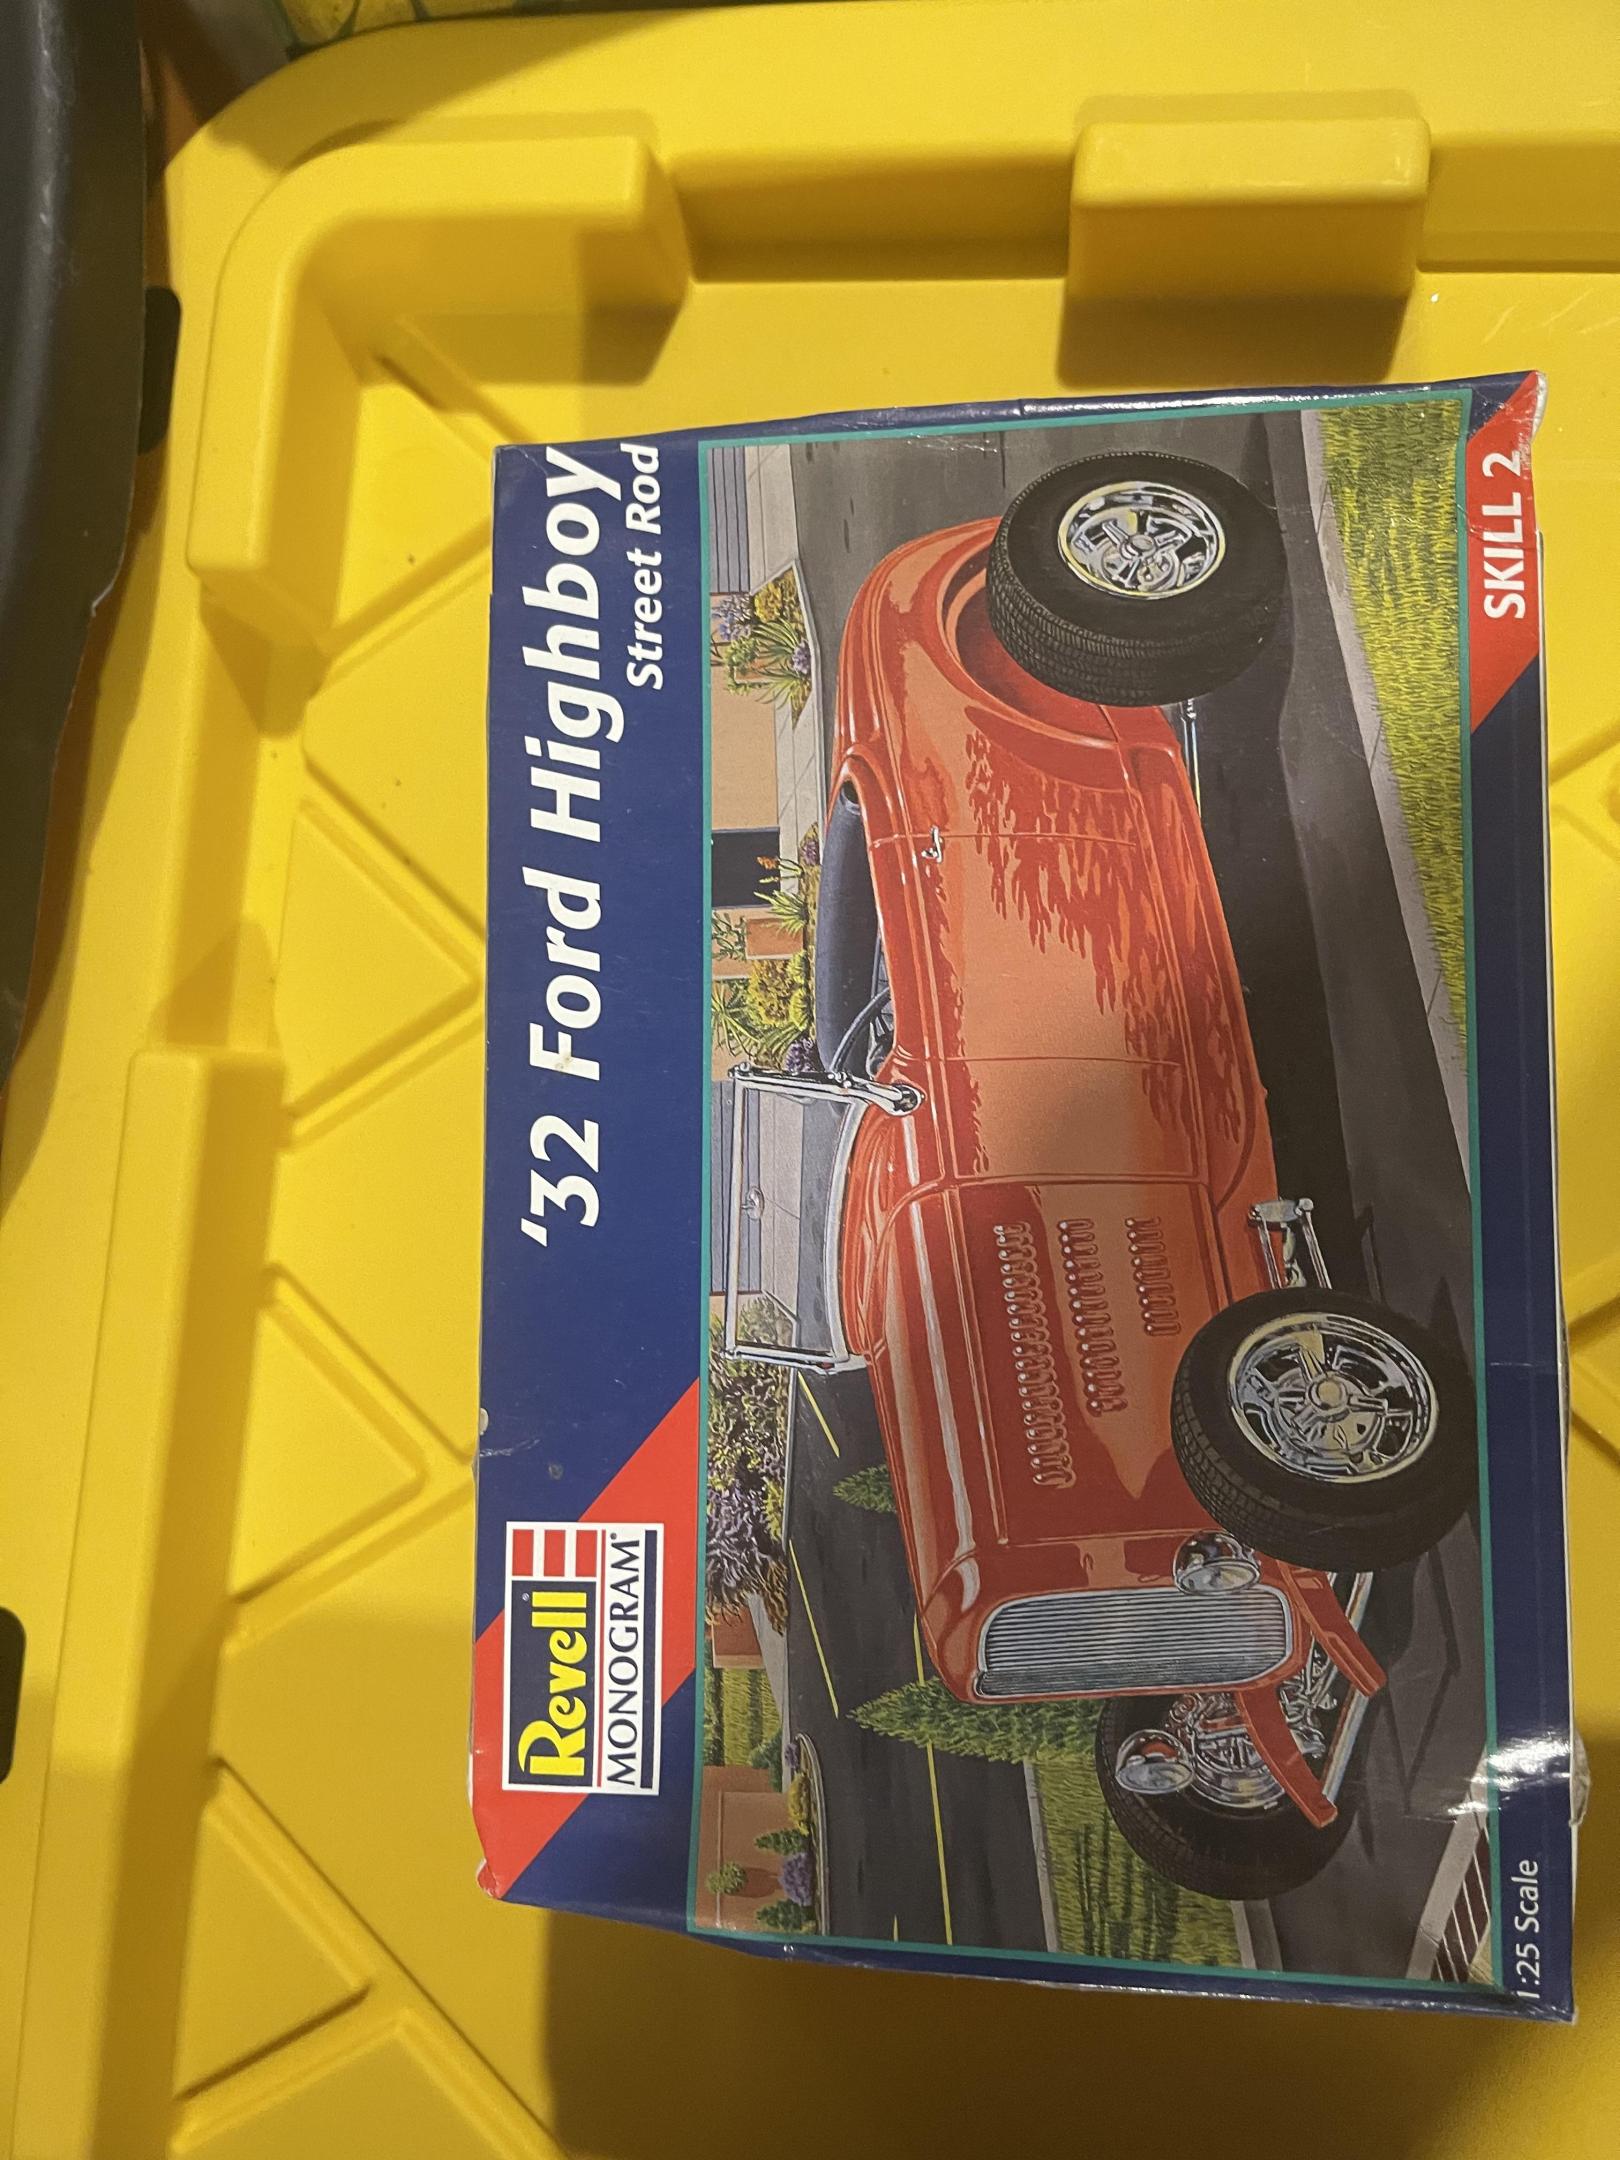 '32 Ford Highboy
Street Rod
Revell
MONOGRAM
1:25 Scale
SKILL 2